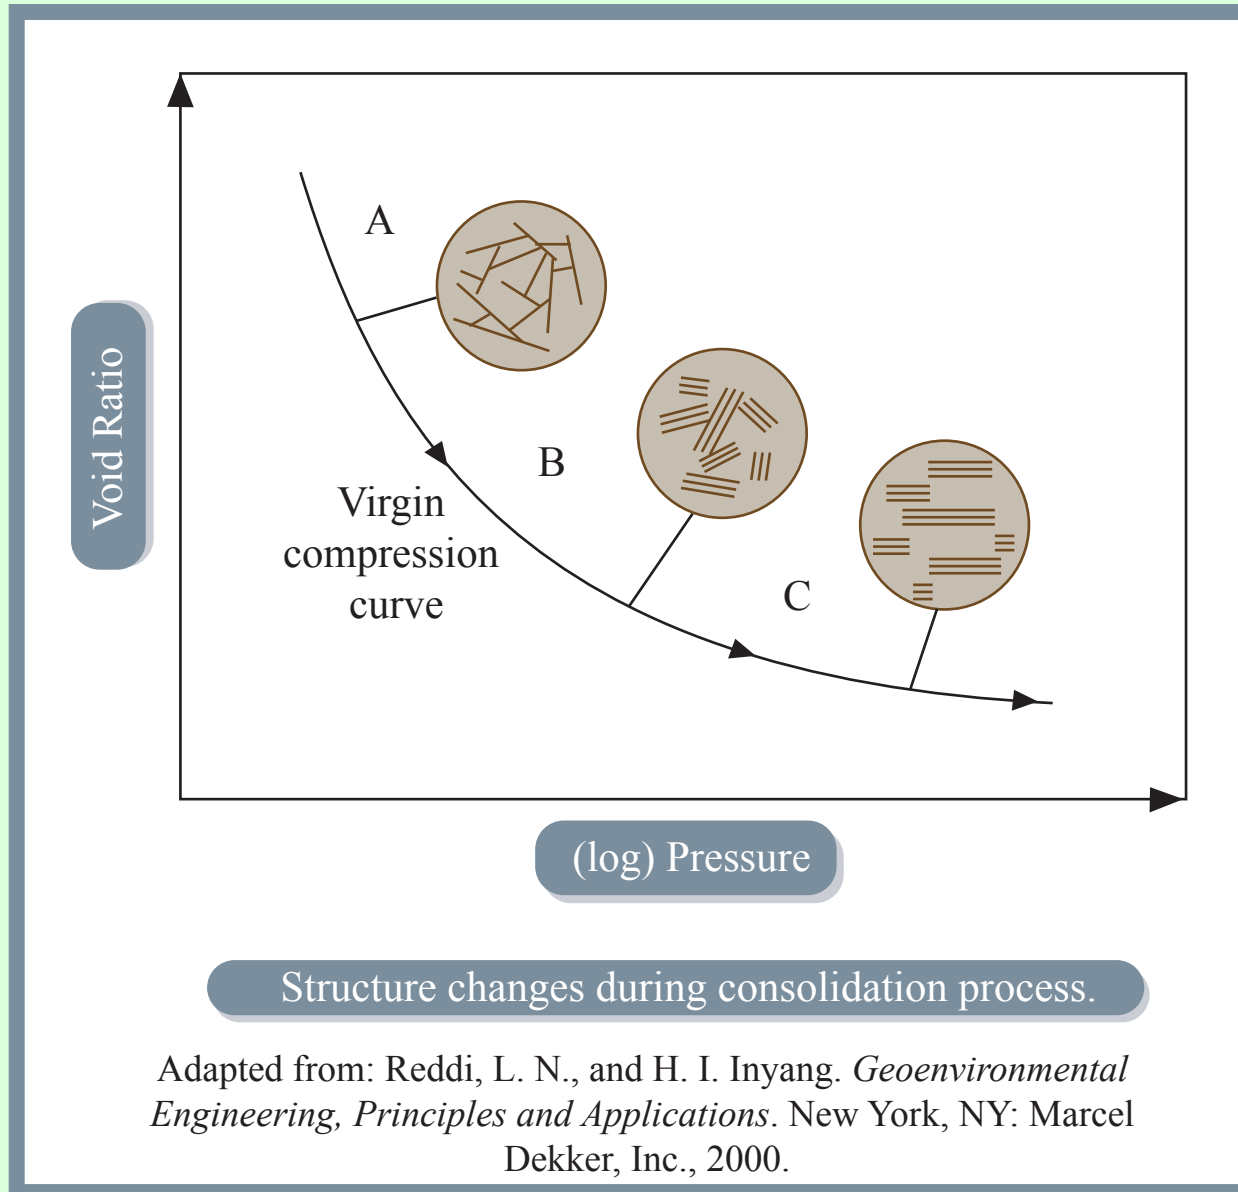 A
B
C
Virgin
compression
curve
Void Ratio
(log) Pressure
Structure changes during consolidation process.
Adapted from: Reddi, L. N., and H. I. Inyang. Geoenvironmental
Engineering, Principles and Applications. New York, NY: Marcel
Dekker, Inc., 2000.